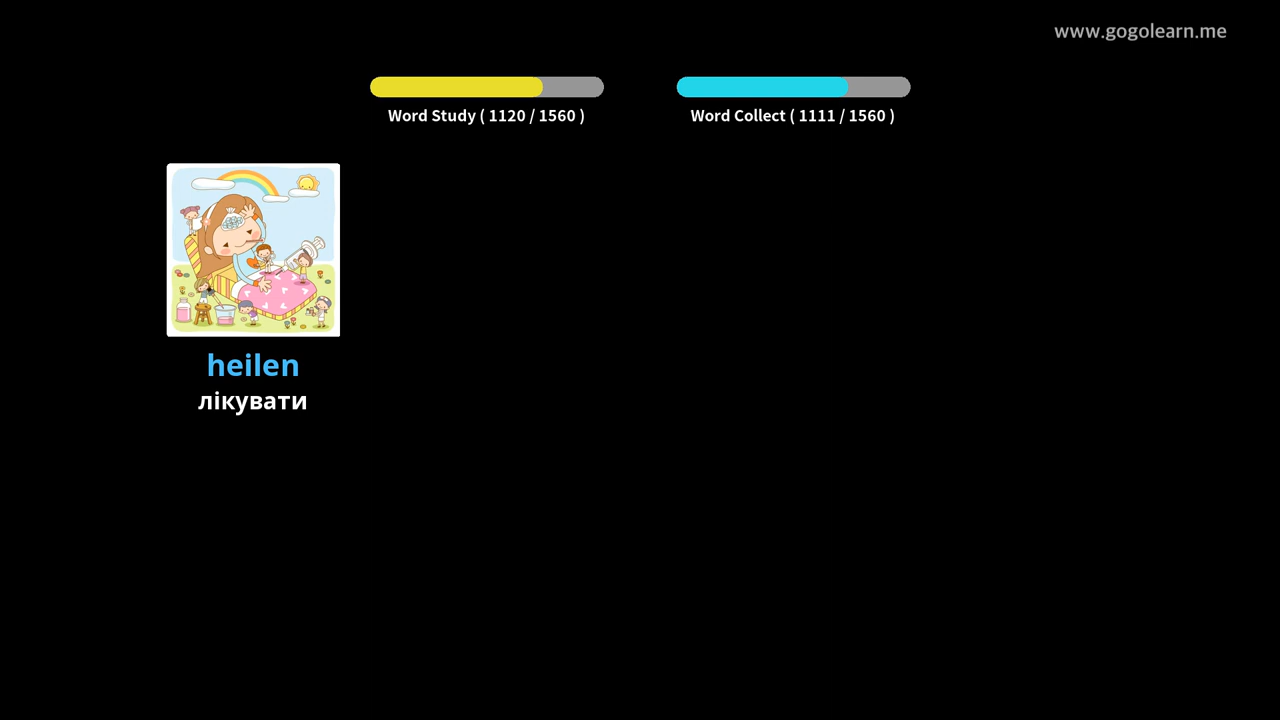 www.gogolearn.me
Word Study ( 1120 / 1560 )
Word Collect ( 1111 / 1560 )
heilen
лікувати